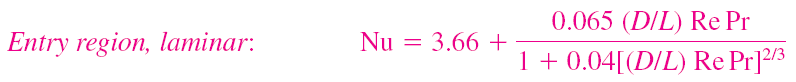 Entry region, laminar: Nu = 3.66 + 0.065 (D/L) Re Pr / 1 + 0.04[(D/L) Re Pr]^2/3